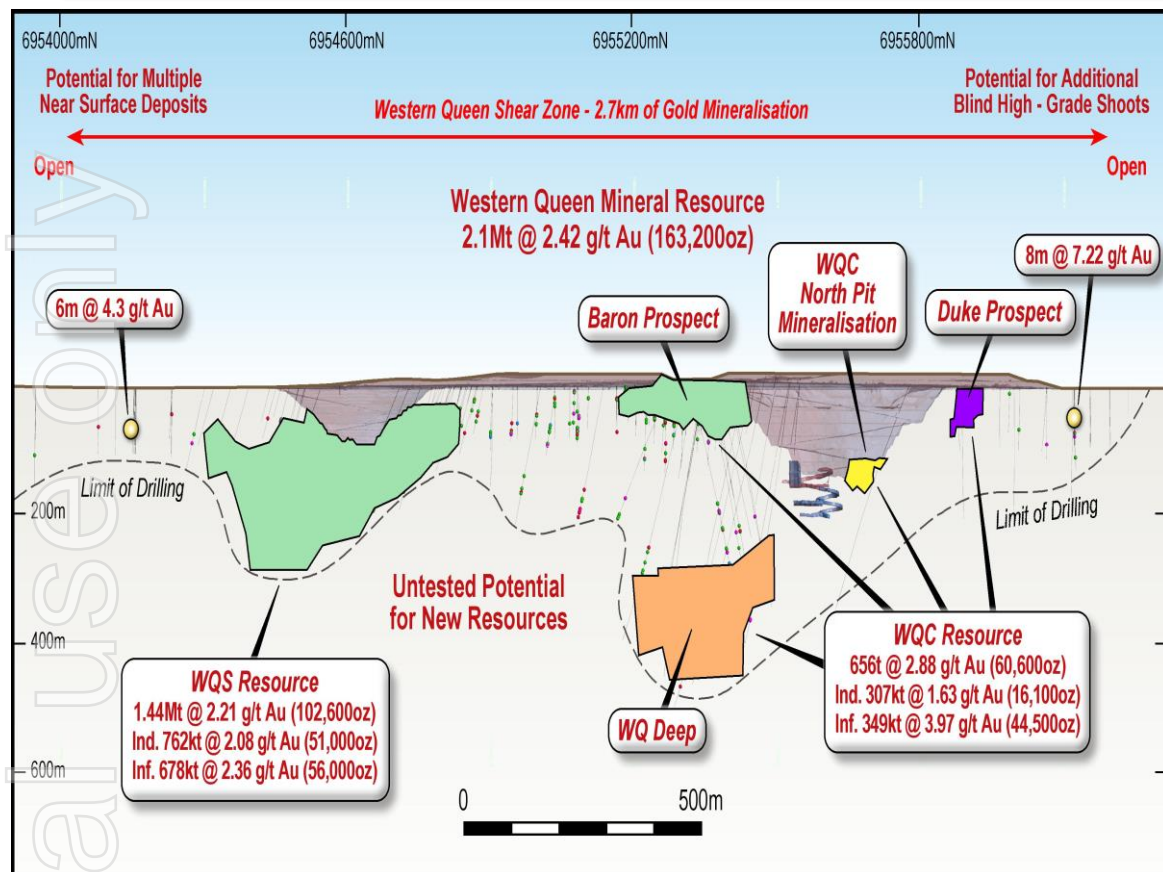 6954000mN
6954600mN
6955200mN
6955800mN
Potential for Multiple
Near Surface Deposits
Western Queen Shear Zone - 2.7km of Gold Mineralisation
Potential for Additional
Blind High - Grade Shoots
Open
Open
Western Queen Mineral Resource
2.1Mt @ 2.42 g/t Au (163,200oz)
6m @ 4.3 g/t Au
Baron Prospect
WQC
North Pit
Mineralisation
Duke Prospect
8m @ 7.22 g/t Au
Limit of Drilling
Limit of Drilling
200m
Untested Potential
for New Resources
400m
600m
WQS Resource
1.44Mt @ 2.21 g/t Au (102,600oz)
Ind. 762kt @ 2.08 g/t Au (51,000oz)
Inf. 678kt @ 2.36 g/t Au (56,000oz)
WQ Deep
WQC Resource
656t @ 2.88 g/t Au (60,600oz)
Ind. 307kt @ 1.63 g/t Au (16,100oz)
Inf. 349kt @ 3.97 g/t Au (44,500oz)
0
500m
al use only